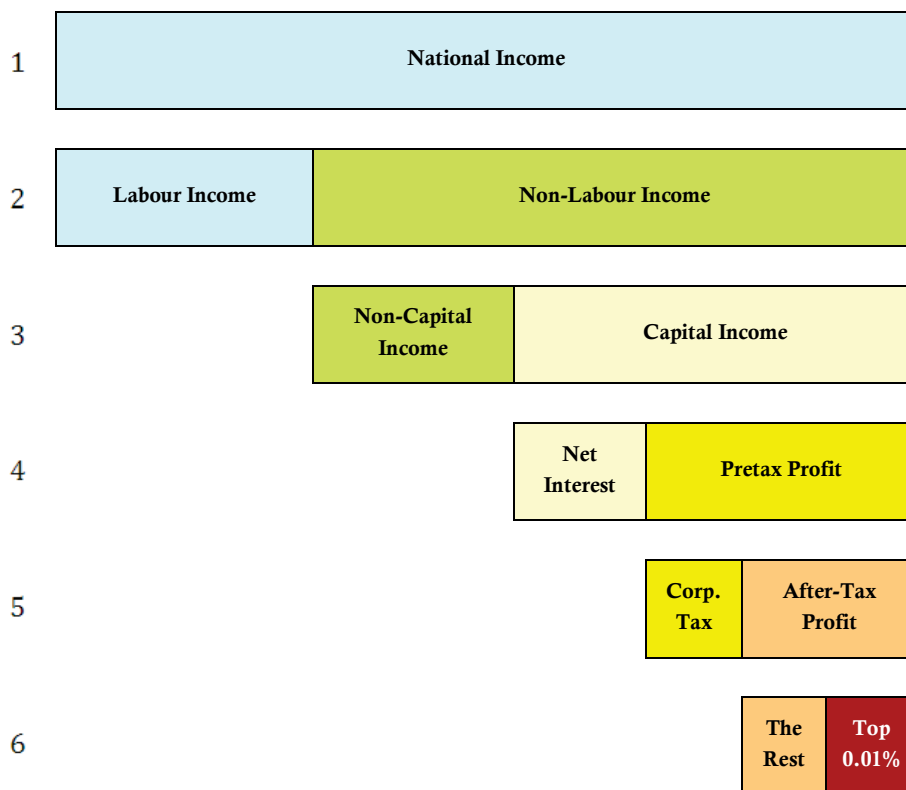 1
National Income
2
Labour Income
Non-Labour Income
3
Non-Capital
Income
Capital Income
4
Net
Interest
Pretax Profit
5
Corp.
Tax
After-Tax
Profit
6
The
Rest
Top
0.01%